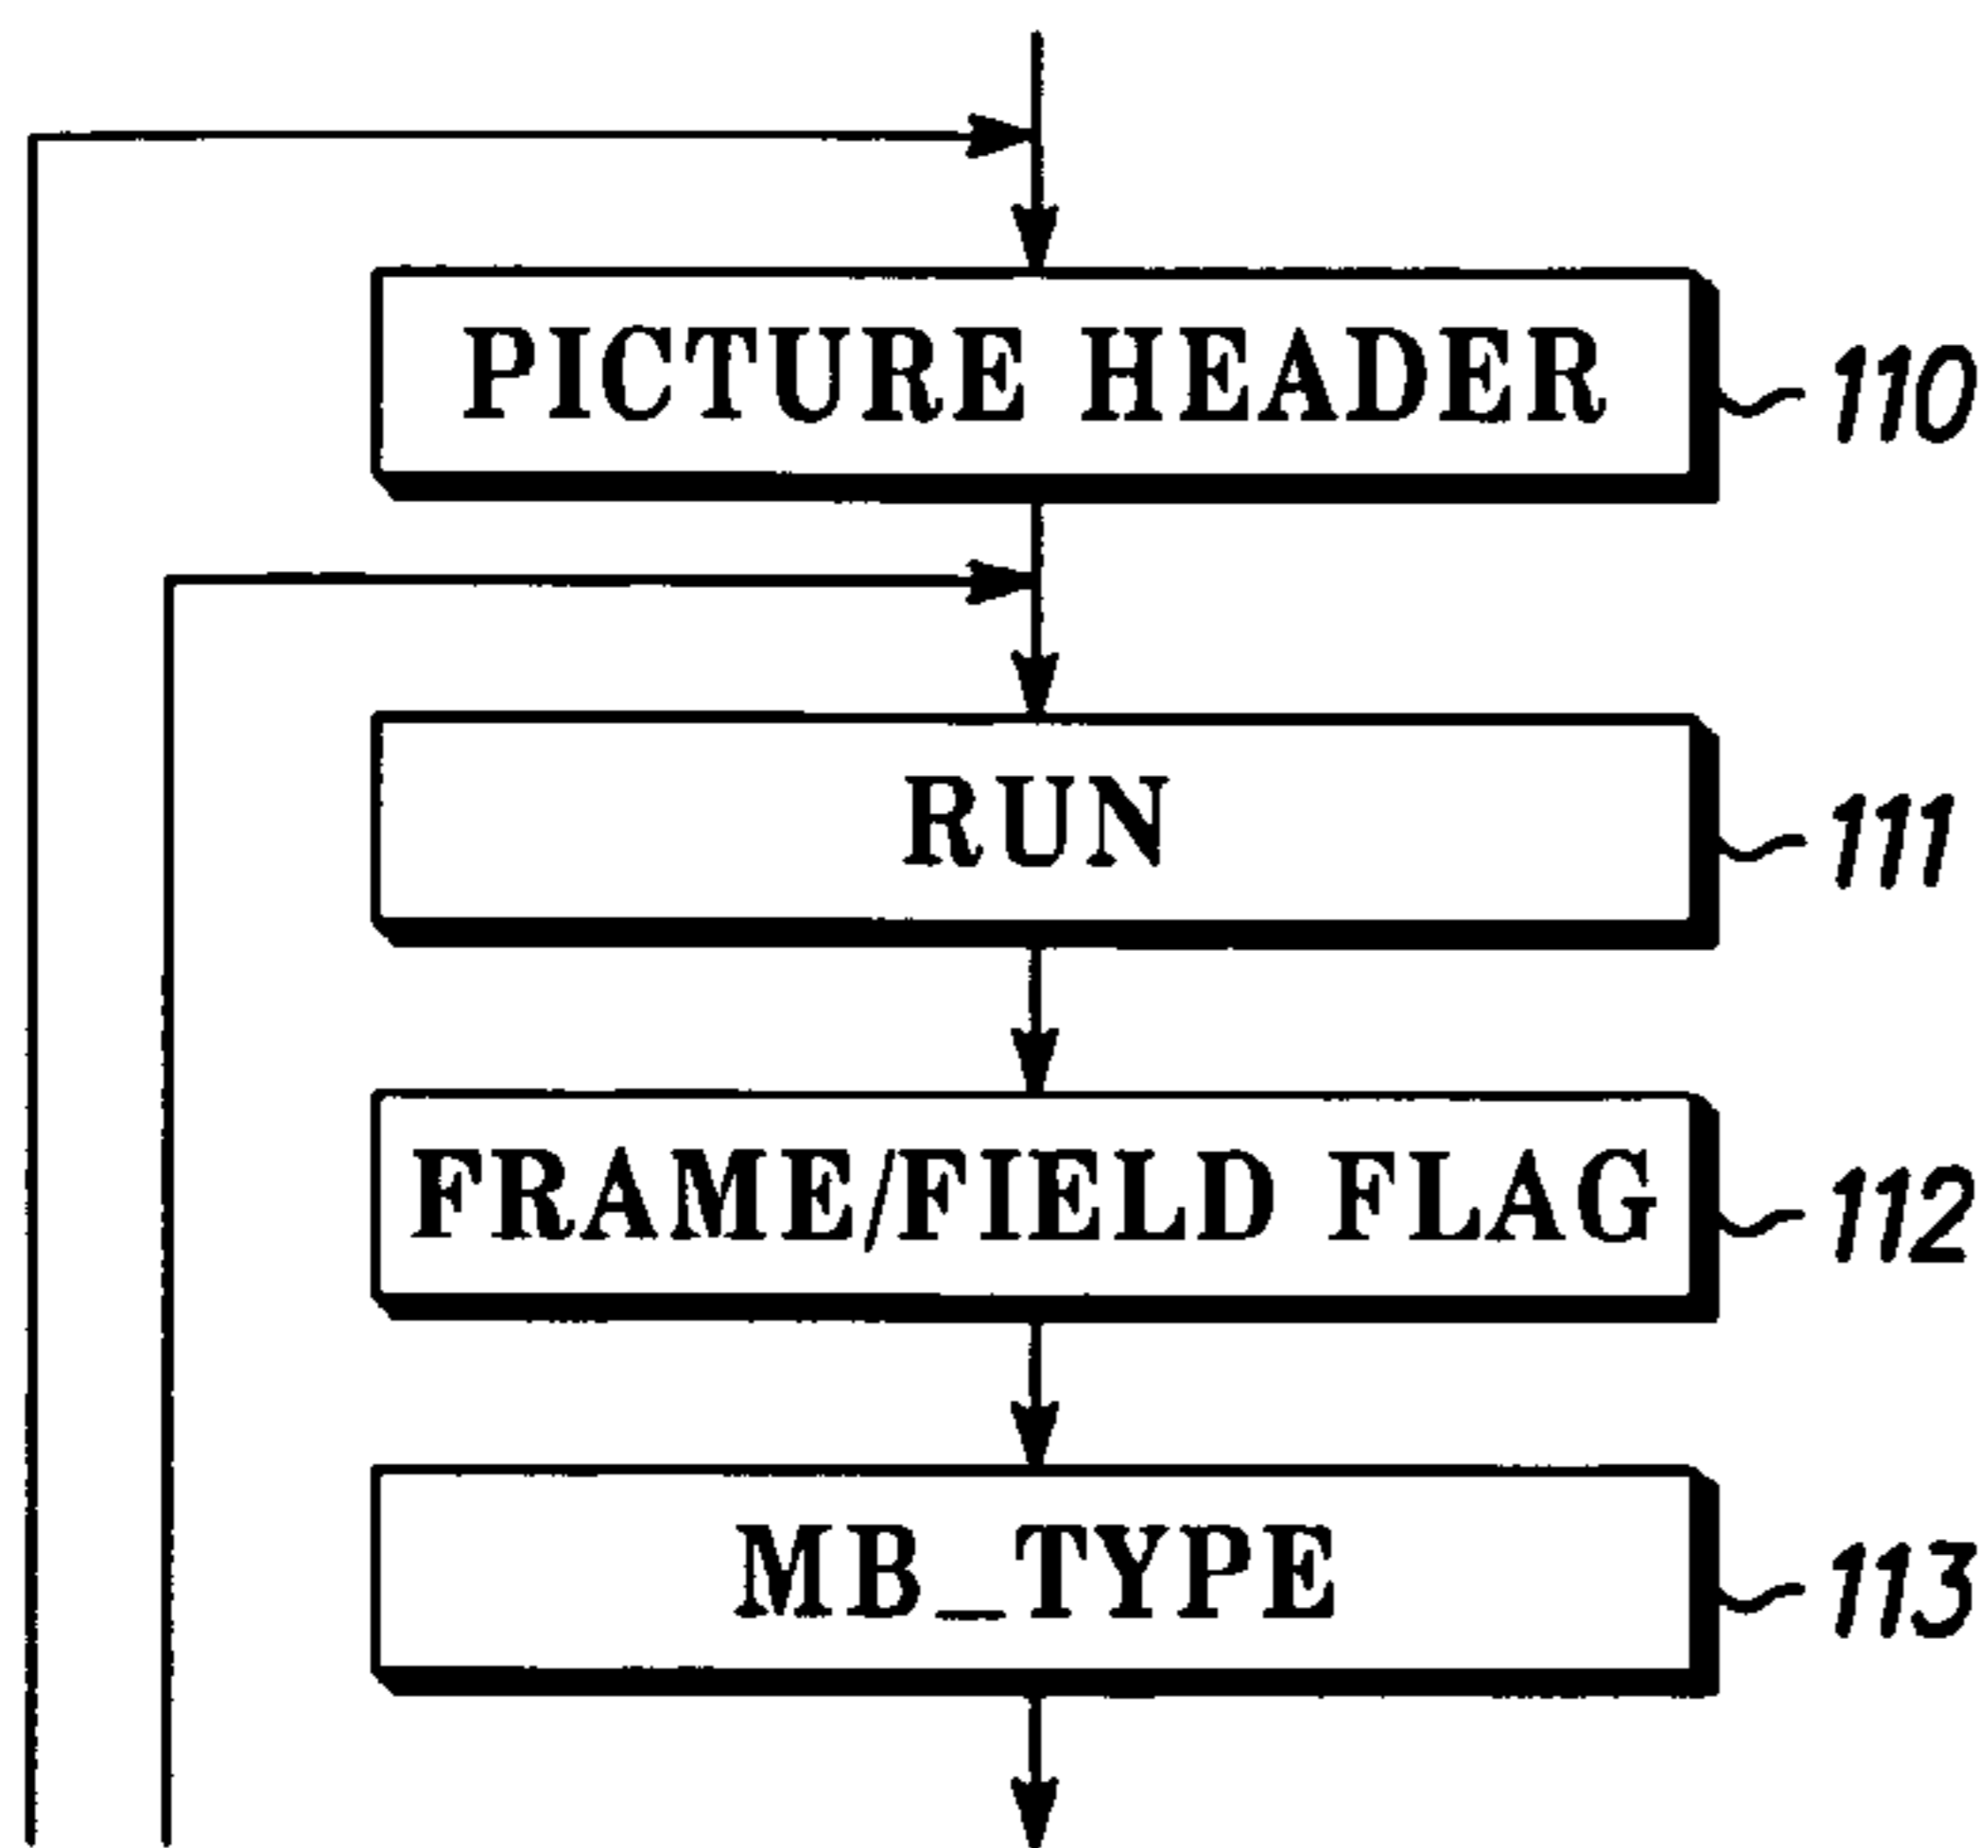 PICTURE HEADER
110
RUN
111
FRAME/FIELD FLAG
112
MB_TYPE
113